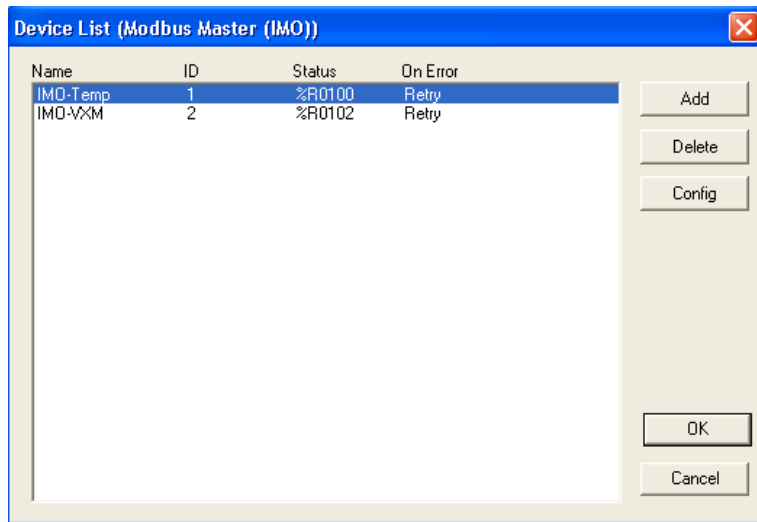 Device List (Modbus Master (IMO))
Name ID Status On Error
IMO-Temp 1 %R0100 Retry
IMO-VXM 2 %R0102 Retry
Add
Delete
Config
OK
Cancel